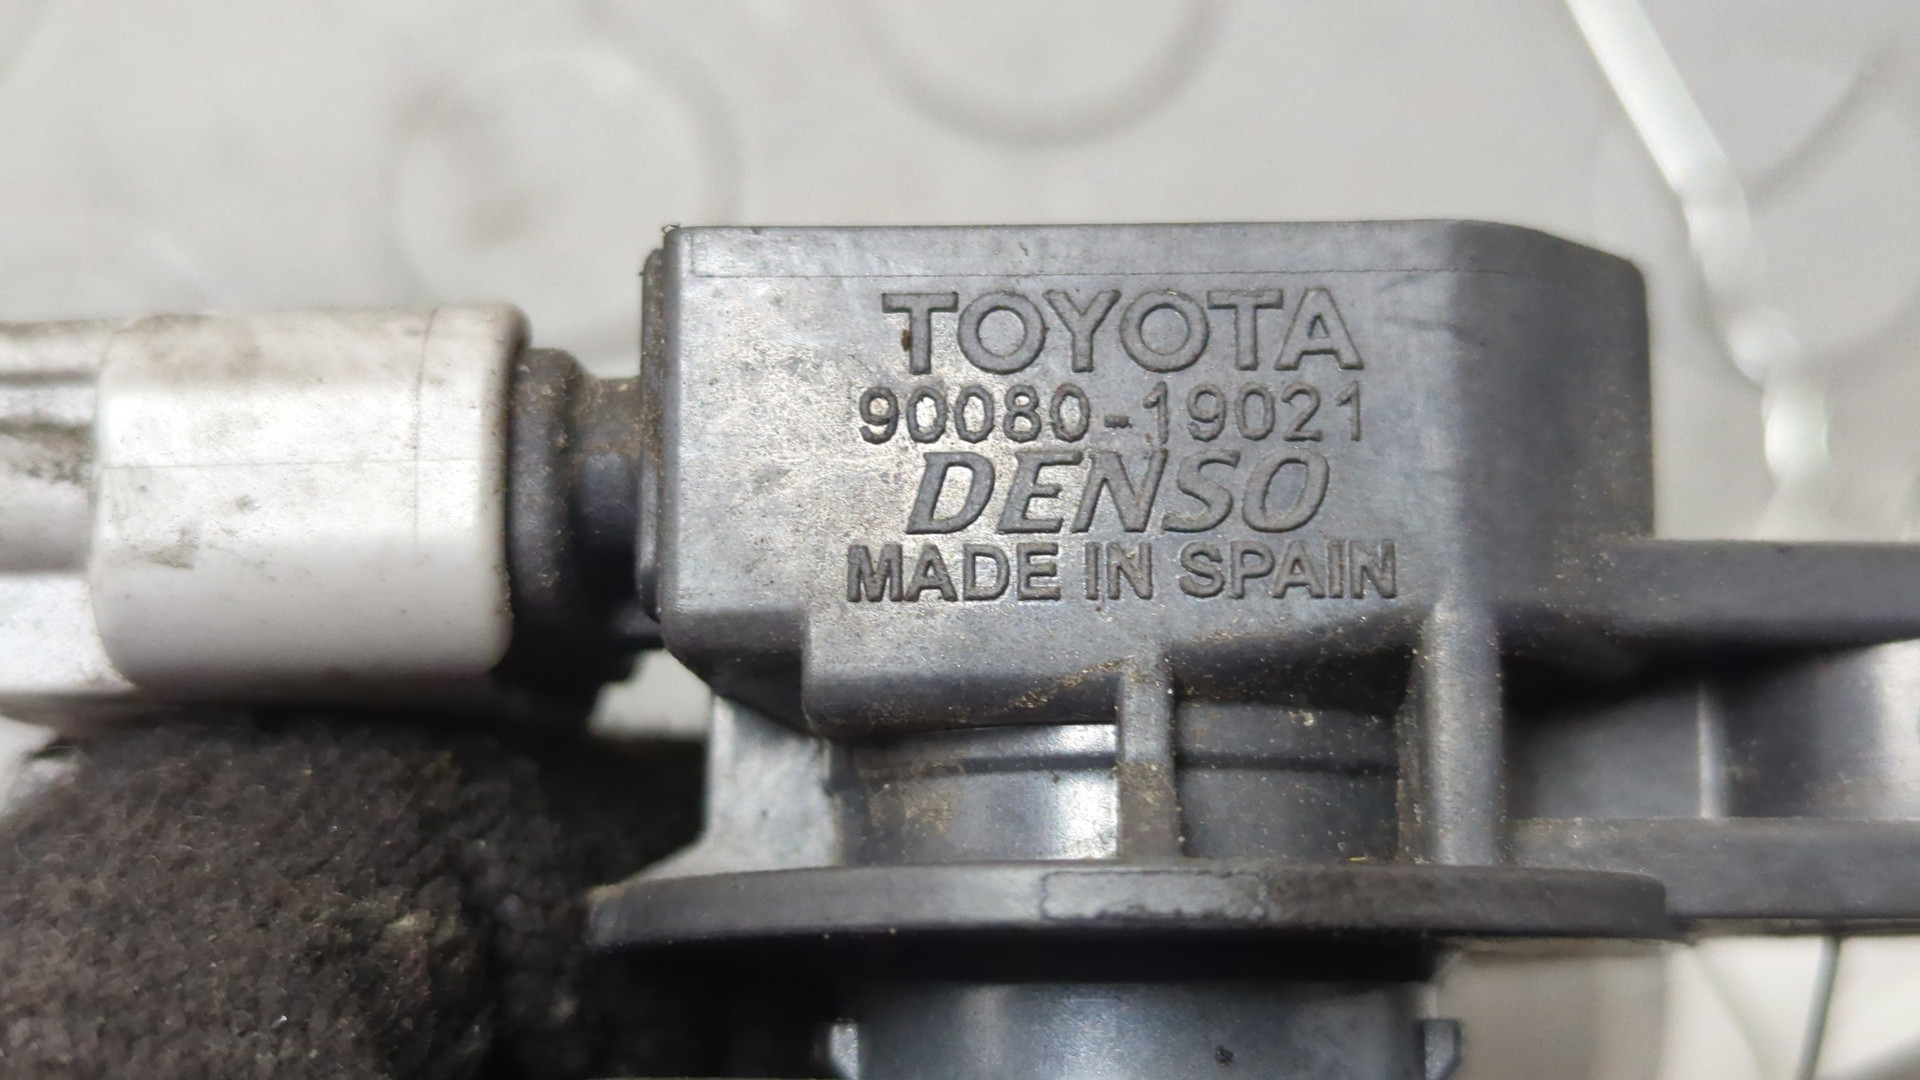 TOYOTA
90080-19021
DENSO
MADE IN SPAIN